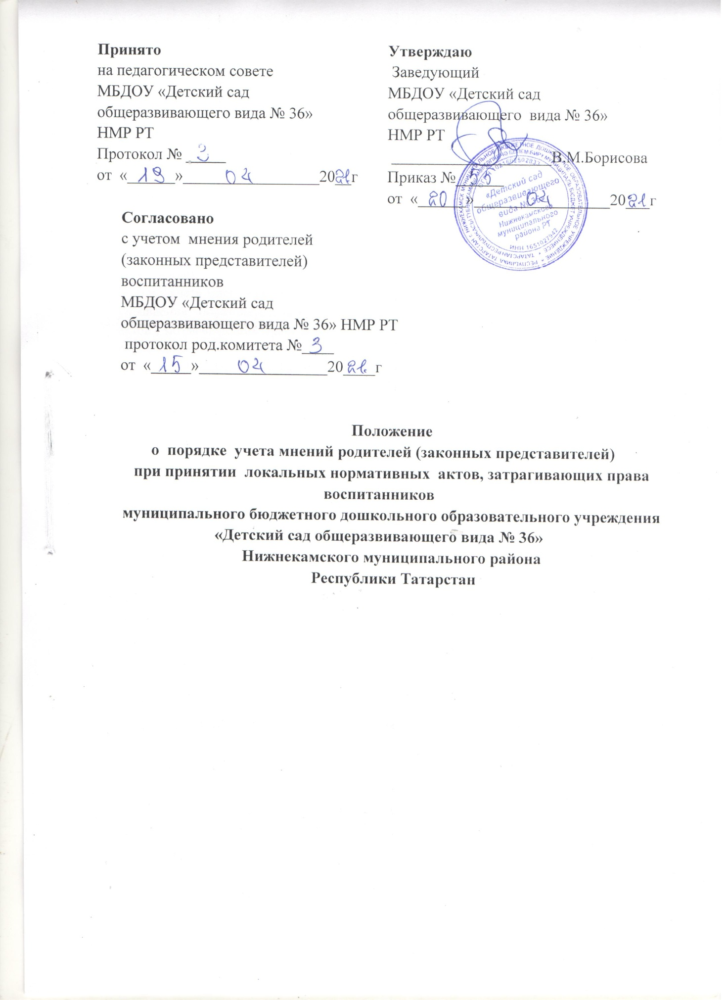 Принято
на педагогическом совете
МБДОУ «Детский сад
общеразвивающего вида № 36»
НМР РТ
Протокол № 3
от «19» 04 2021г
Утверждаю
Заведующий
МБДОУ «Детский сад
общеразвивающего вида № 36»
НМР РТ
В.М.Борисова
Приказ № 55
от «20» 04 2021г
«Детский сад
общеразвивающего
вида № 36»
Нижнекамского
муниципального
района РТ
ИНН 1651027942
Согласовано
с учетом мнения родителей
(законных представителей)
воспитанников
МБДОУ «Детский сад
общеразвивающего вида № 36» НМР РТ
протокол род.комитета № 3
от «15» 04 2021г
Положение
о порядке учета мнений родителей (законных представителей)
при принятии локальных нормативных актов, затрагивающих права
воспитанников
муниципального бюджетного дошкольного образовательного учреждения
«Детский сад общеразвивающего вида № 36»
Нижнекамского муниципального района
Республики Татарстан